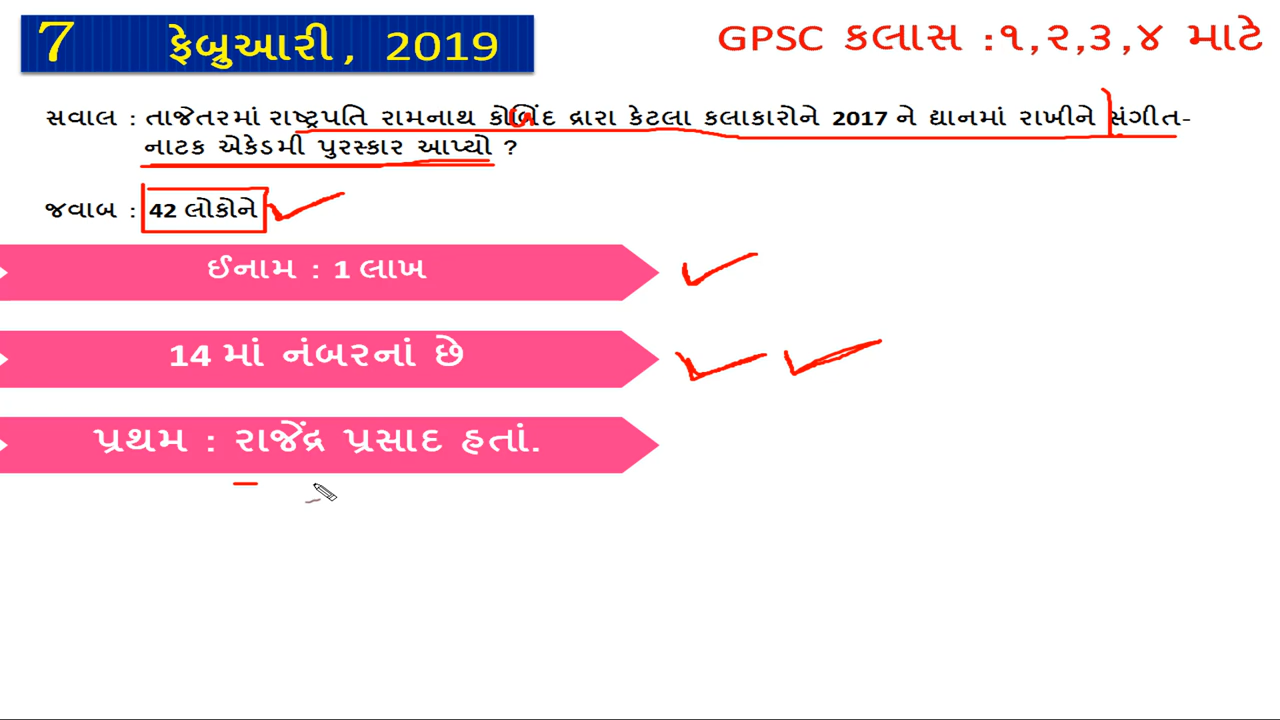 7 ફેબ્રુઆરી, 2019
GPSC કલાસ :૧,૨,૩,૪ માટે
સવાલ : તાજેતરમાં રાષ્ટ્રપતિ રામનાથ કોબિંદ દ્રારા કેટલા કલાકારોને 2017 ને દ્યાનમાં રાખીને સંગીત-
નાટક એકેડમી પુરસ્કાર આપ્યો ?
જવાબ : 42 લોકોને
ઈનામ : 1 લાખ
14 માં નંબરનાં છે
પ્રથમ : રાજેંદ્ર પ્રસાદ હતાં.